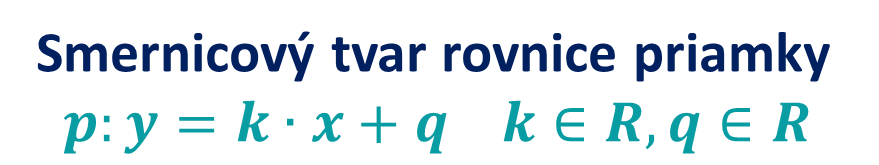 Smernicový tvar rovnice priamky
p: y = k · x + q k ∈ R, q ∈ R